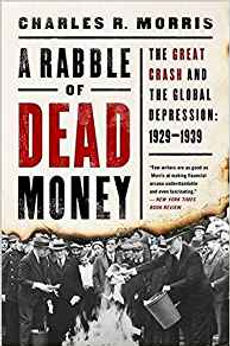 CHARLES R. MORRIS
A RABBLE
OF
DEAD
MONEY
THE GREAT
CRASH AND
THE GLOBAL
DEPRESSION:
1929–1939
"Few writers are as good as
Morris at making financial
arcana understandable
and even fascinating."
—NEW YORK TIMES
BOOK REVIEW